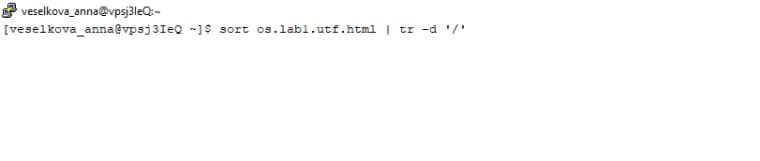 veselkova_anna@vpsj3IeQ:~
[veselkova_anna@vpsj3IeQ ~]$ sort os.lab1.utf.html | tr -d '/'